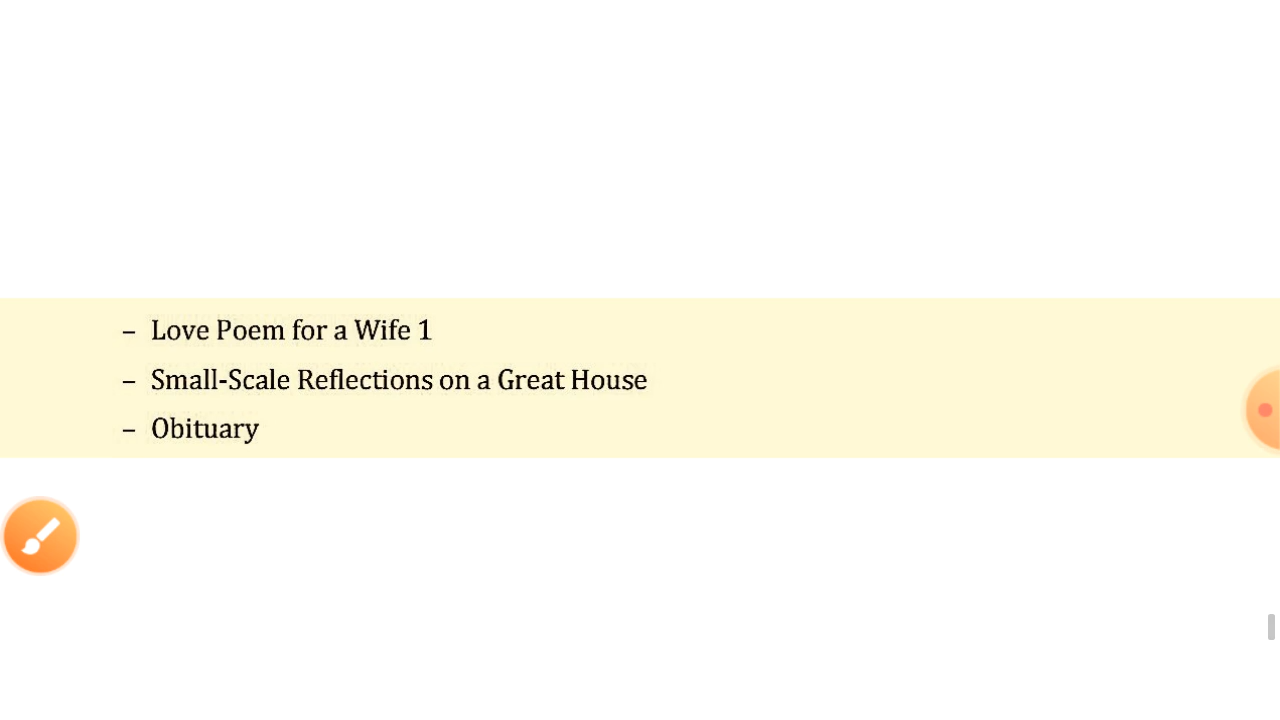 – Love Poem for a Wife 1
– Small-Scale Reflections on a Great House
– Obituary